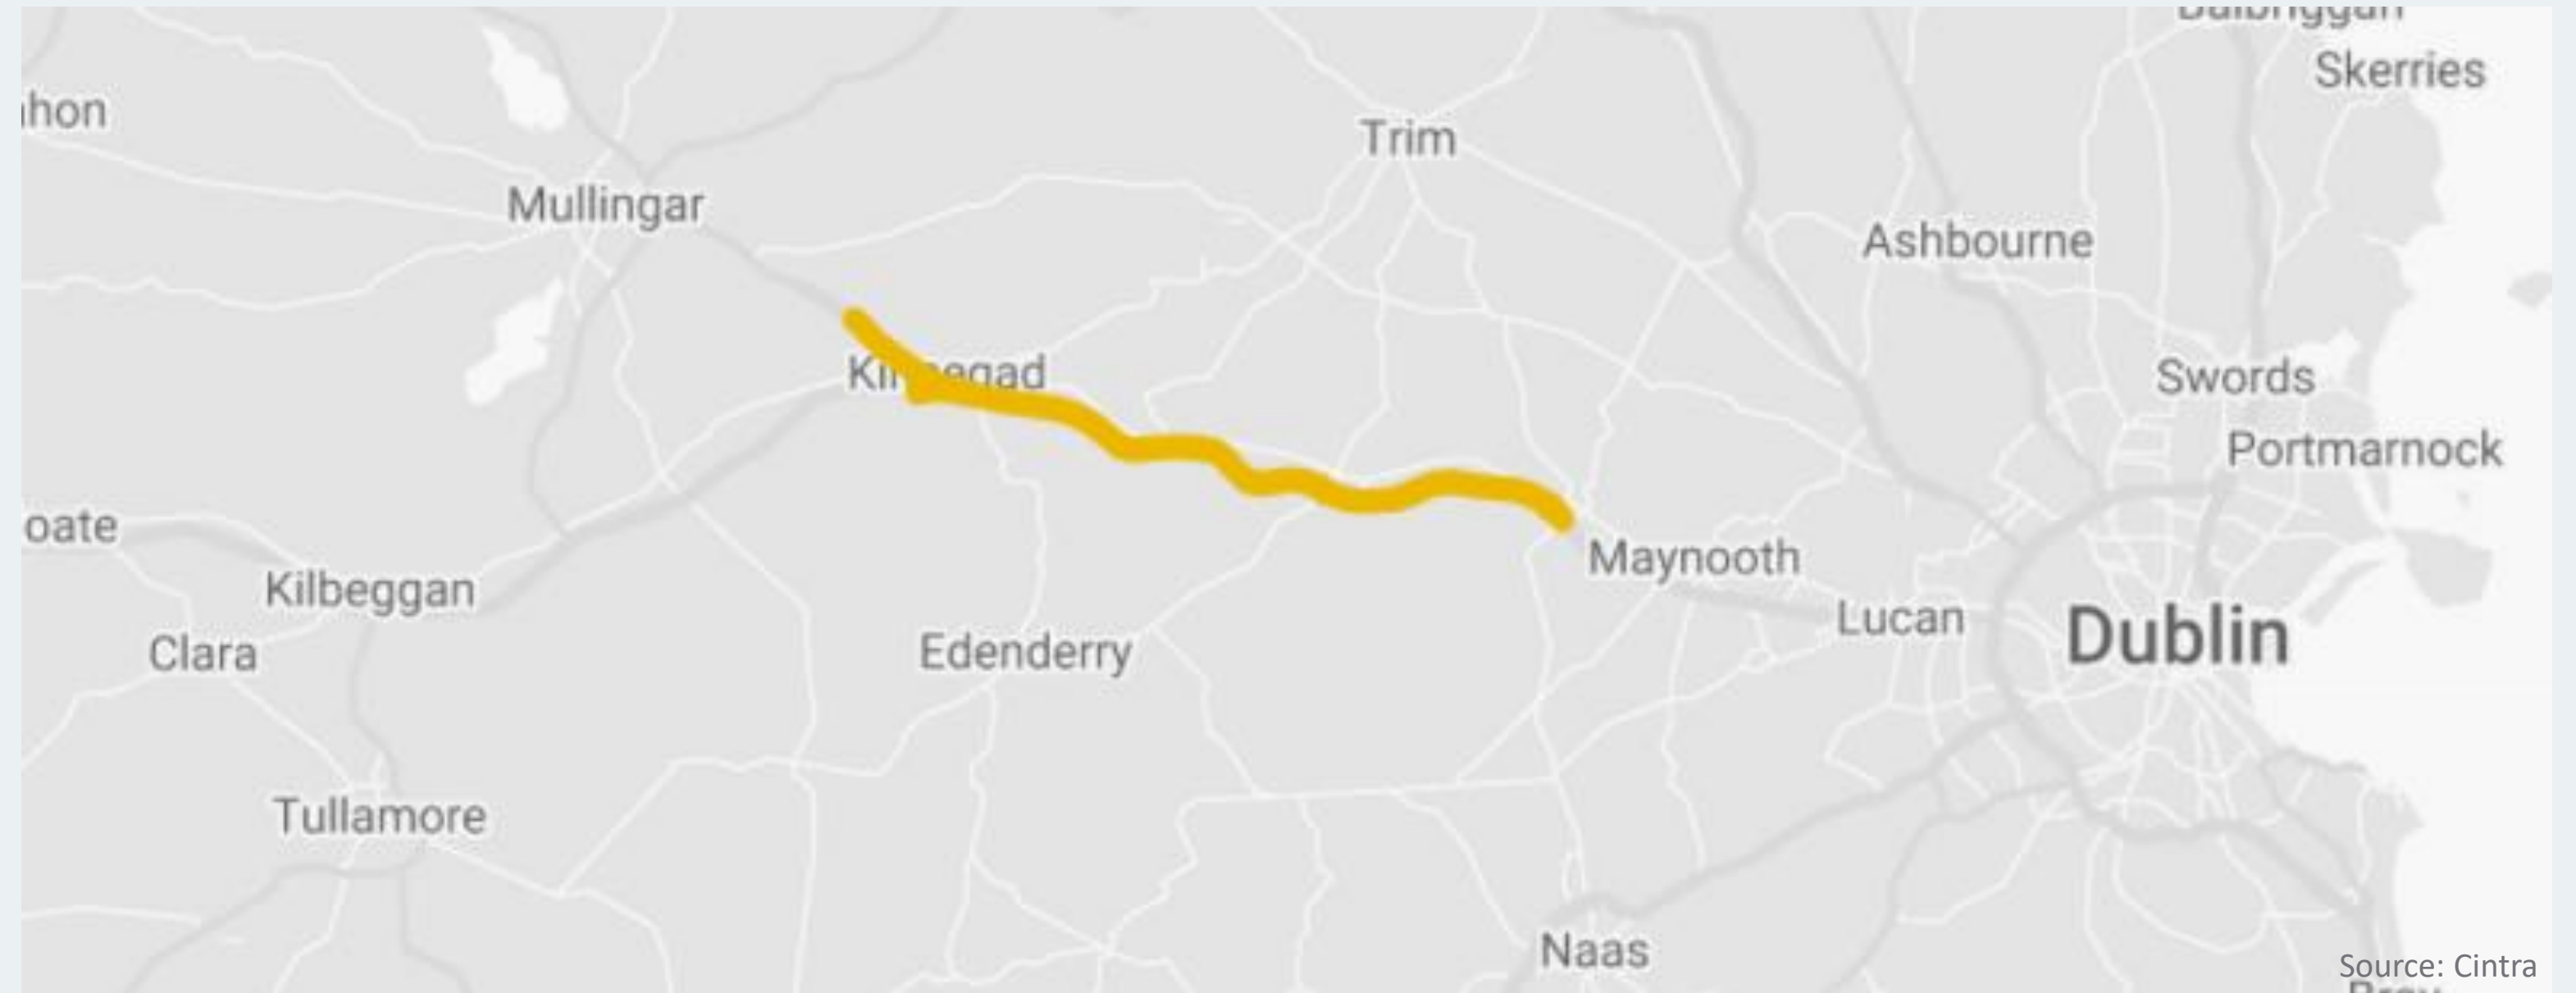 Skerries
Trim
Mullingar
Ashbourne
Swords
Portmarnock
Maynooth
Kilbeggan
Lucan
Dublin
Clara
Edenderry
Tullamore
Naas
Source: Cintra